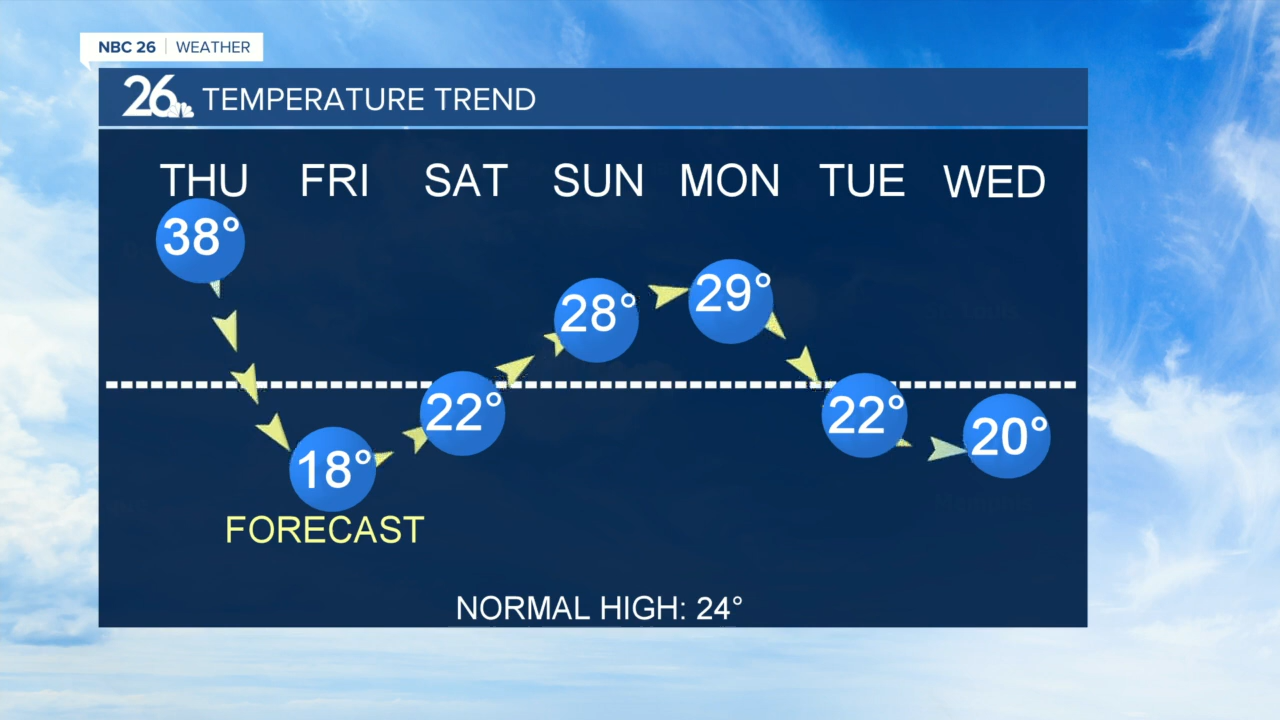 NBC 26 | WEATHER
26 TEMPERATURE TREND
THU FRI SAT SUN MON TUE WED
38° 18° 22° 28° 29° 22° 20°
FORECAST
NORMAL HIGH: 24°